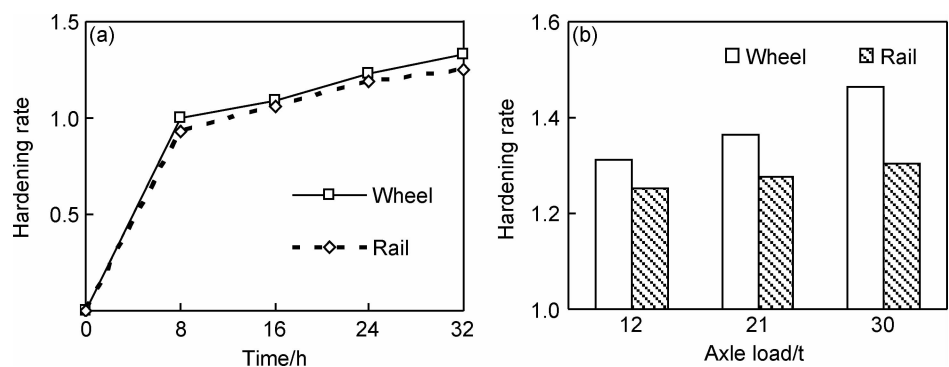 (a)
1.5
1.0
0.5
0
Hardening rate
Wheel
Rail
0 8 16 24 32
Time/h
(b)
1.6
1.4
1.2
1.0
Hardening rate
Wheel Rail
12 21 30
Axle load/t